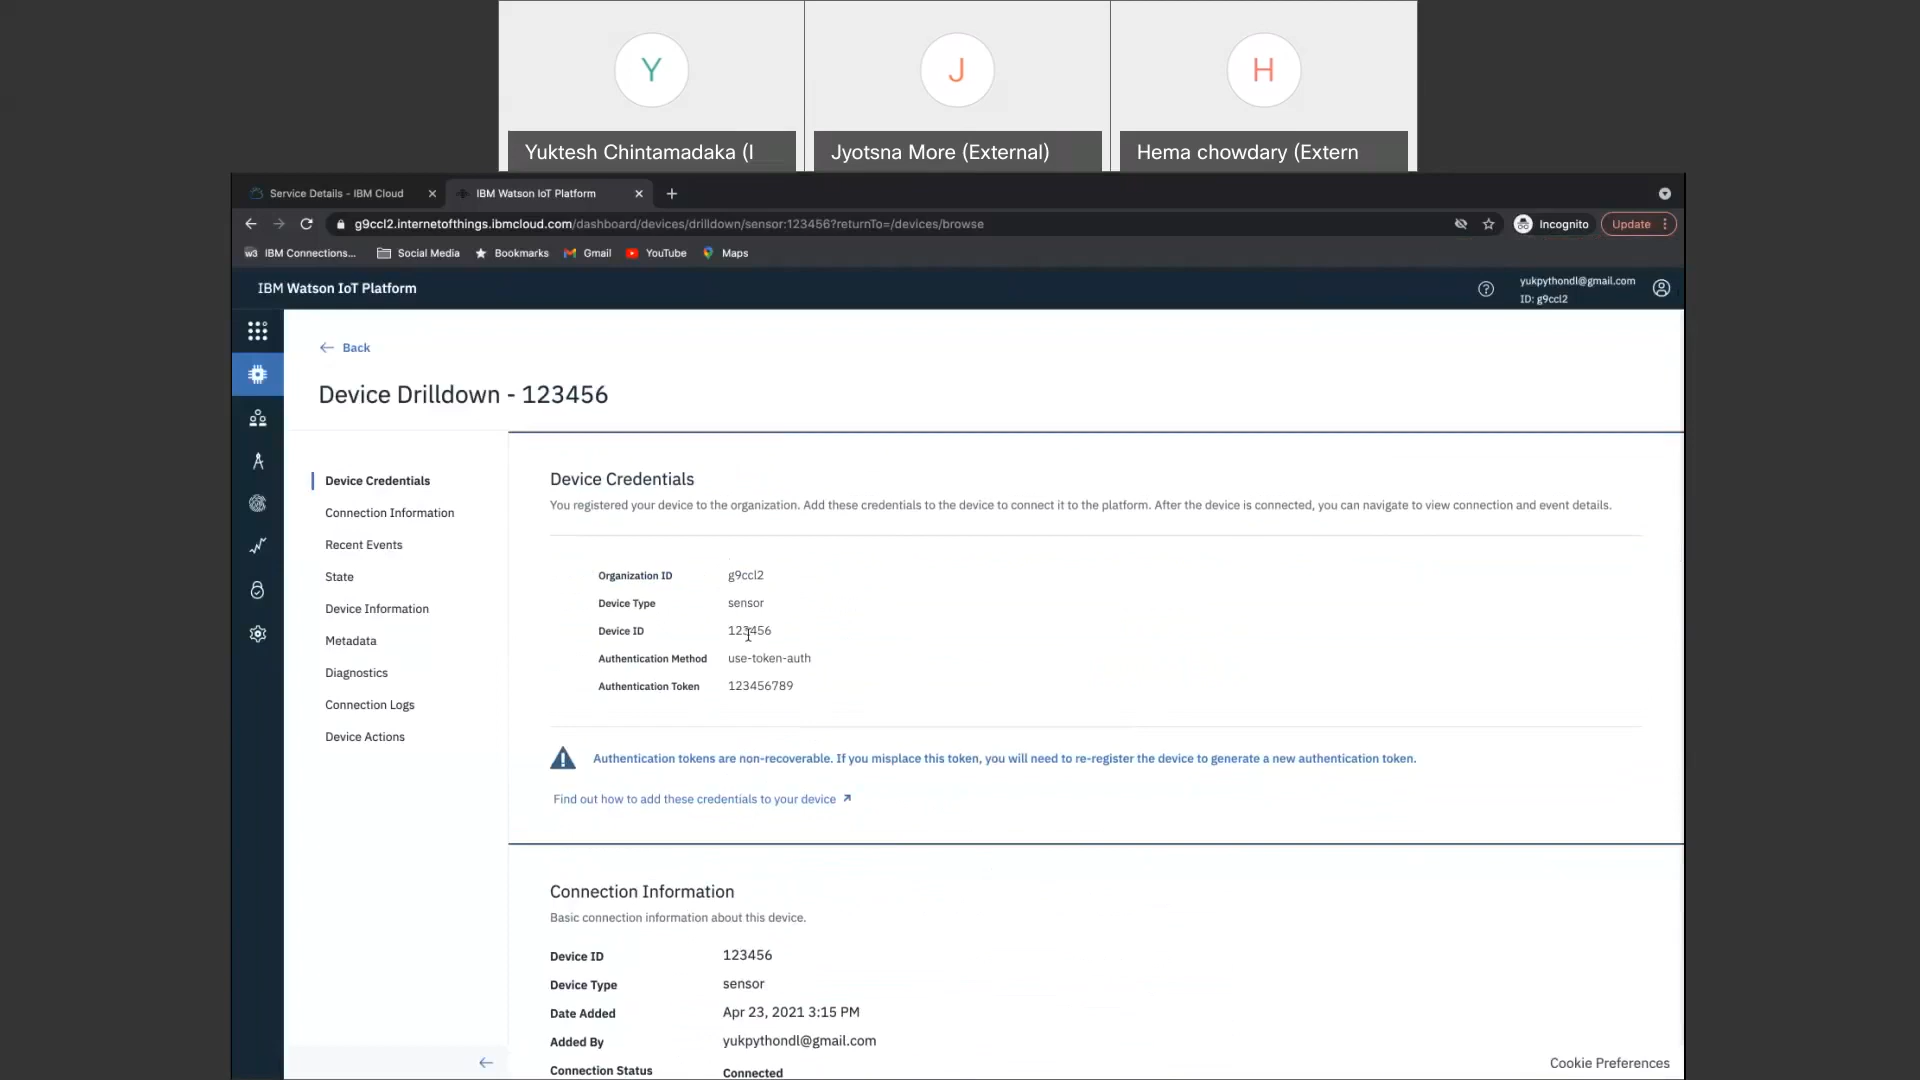 Y
J
H
Yuktesh Chintamadaka (I
Jyotsna More (External)
Hema chowdary (Extern
Service Details - IBM Cloud
IBM Watson IoT Platform
g9ccl2.internetofthings.ibmcloud.com/dashboard/devices/drilldown/sensor:123456?returnTo=/devices/browse
Incognito
Update
w3 IBM Connections...
Social Media
Bookmarks
Gmail
YouTube
Maps
IBM Watson IoT Platform
yukpythondl@gmail.com
ID: g9ccl2
Back
Device Drilldown - 123456
Device Credentials
Connection Information
Recent Events
State
Device Information
Metadata
Diagnostics
Connection Logs
Device Actions
Device Credentials
You registered your device to the organization. Add these credentials to the device to connect it to the platform. After the device is connected, you can navigate to view connection and event details.
Organization ID g9ccl2
Device Type sensor
Device ID 123456
Authentication Method use-token-auth
Authentication Token 123456789
Authentication tokens are non-recoverable. If you misplace this token, you will need to re-register the device to generate a new authentication token.
Find out how to add these credentials to your device
Connection Information
Basic connection information about this device.
Device ID 123456
Device Type sensor
Date Added Apr 23, 2021 3:15 PM
Added By yukpythondl@gmail.com
Connection Status Connected
Cookie Preferences